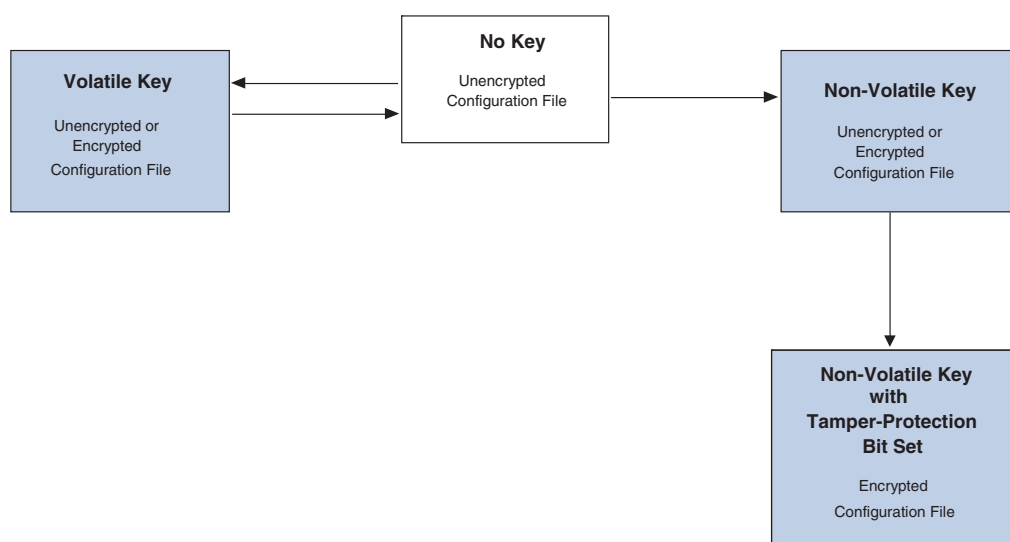 No Key
Unencrypted
Configuration File
Volatile Key
Unencrypted or
Encrypted
Configuration File
Non-Volatile Key
Unencrypted or
Encrypted
Configuration File
Non-Volatile Key
with
Tamper-Protection
Bit Set
Encrypted
Configuration File